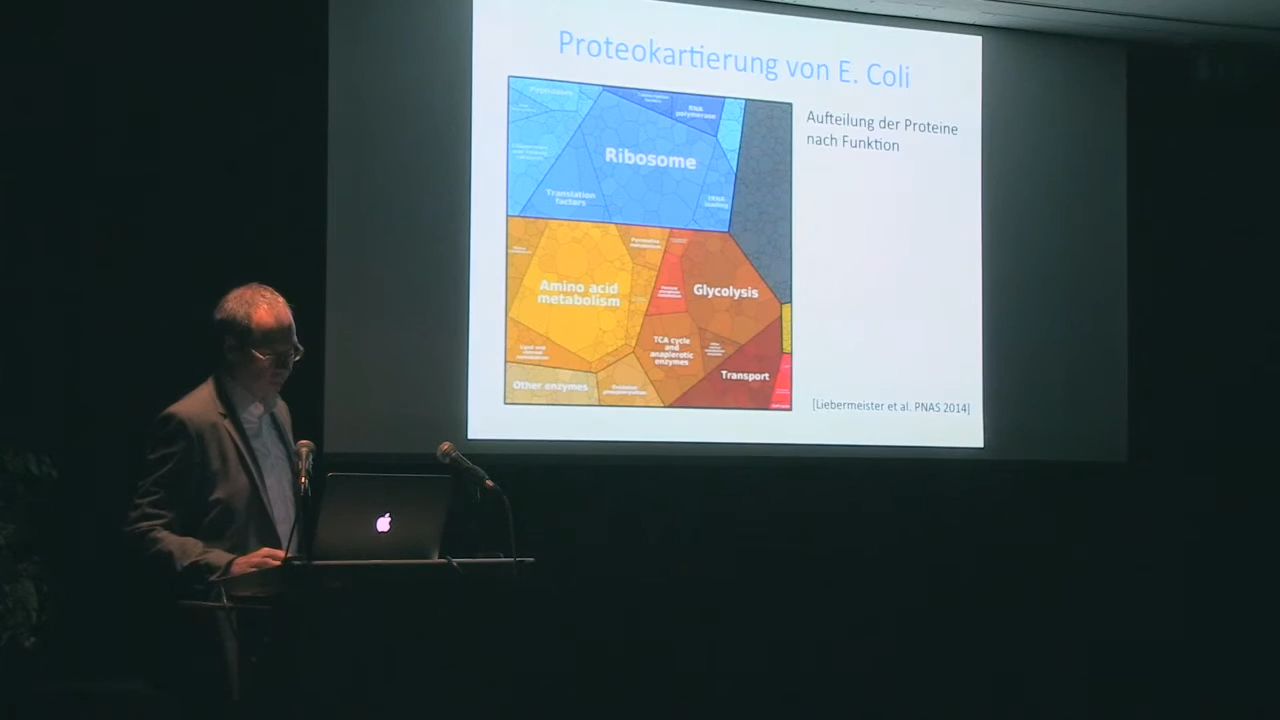 Proteokartierung von E. Coli
Aufteilung der Proteine
nach Funktion
Peptidases
RNA
polymerase
Ribosome
Translation
factors
tRNA
loading
Amino acid
metabolism
Glycolysis
TCA cycle
and
anaplerotic
enzymes
Transport
Other enzymes
[Liebermeister et al. PNAS 2014]